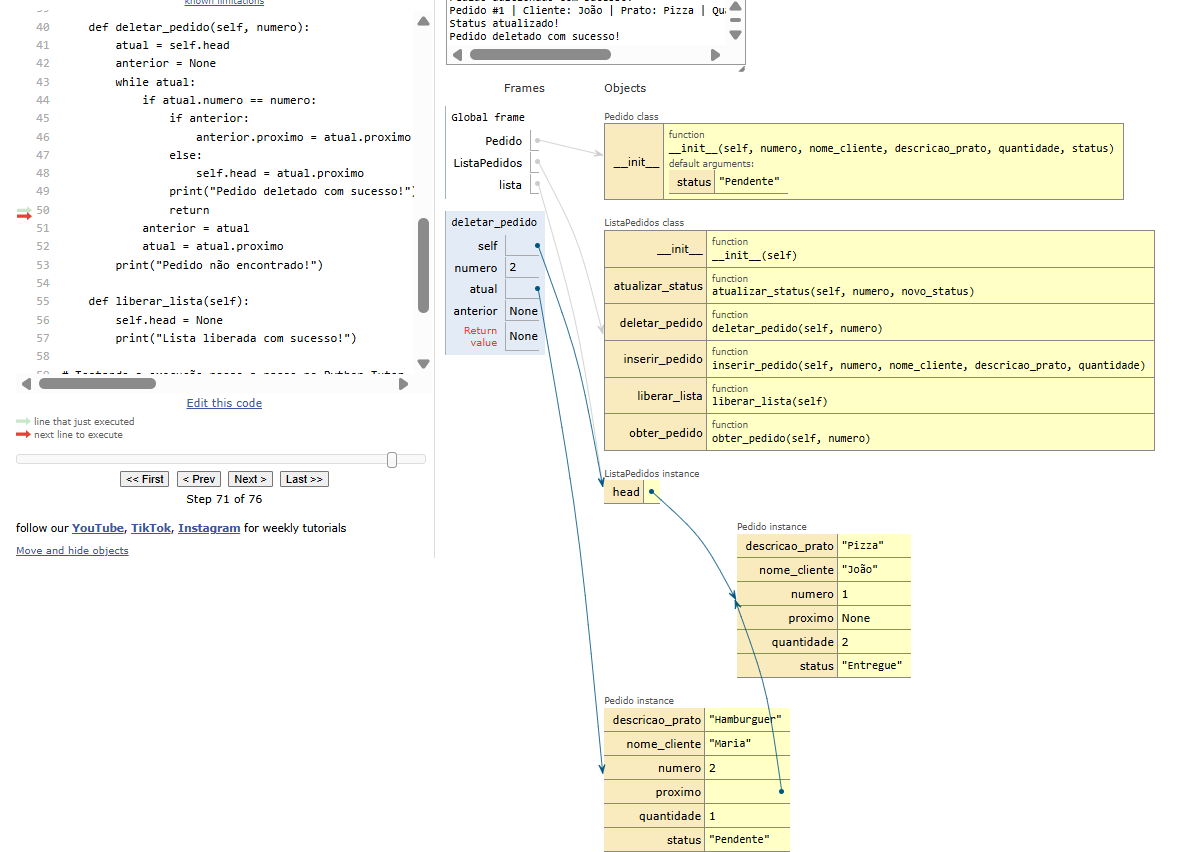 known limitations
39
40 def deletar_pedido(self, numero):
41 atual = self.head
42 anterior = None
43 while atual:
44 if atual.numero == numero:
45 if anterior:
46 anterior.proximo = atual.proximo
47 else:
48 self.head = atual.proximo
49 print("Pedido deletado com sucesso!")
50 return
51 anterior = atual
52 atual = atual.proximo
53 print("Pedido não encontrado!")
54
55 def liberar_lista(self):
56 self.head = None
57 print("Lista liberada com sucesso!")
58
Edit this code
line that just executed
next line to execute
<< First < Prev Next > Last >>
Step 71 of 76
follow our YouTube, TikTok, Instagram for weekly tutorials
Move and hide objects
Pedido #1 | Cliente: João | Prato: Pizza | Qu
Status atualizado!
Pedido deletado com sucesso!
Frames Objects
Global frame
Pedido
ListaPedidos
lista
deletar_pedido
self
numero 2
atual
anterior None
Return
value None
Pedido class
__init__ function
__init__(self, numero, nome_cliente, descricao_prato, quantidade, status)
default arguments:
status "Pendente"
ListaPedidos class
__init__ function
__init__(self)
atualizar_status function
atualizar_status(self, numero, novo_status)
deletar_pedido function
deletar_pedido(self, numero)
inserir_pedido function
inserir_pedido(self, numero, nome_cliente, descricao_prato, quantidade)
liberar_lista function
liberar_lista(self)
obter_pedido function
obter_pedido(self, numero)
ListaPedidos instance
head
Pedido instance
descricao_prato "Pizza"
nome_cliente "João"
numero 1
proximo None
quantidade 2
status "Entregue"
Pedido instance
descricao_prato "Hamburguer"
nome_cliente "Maria"
numero 2
proximo
quantidade 1
status "Pendente"